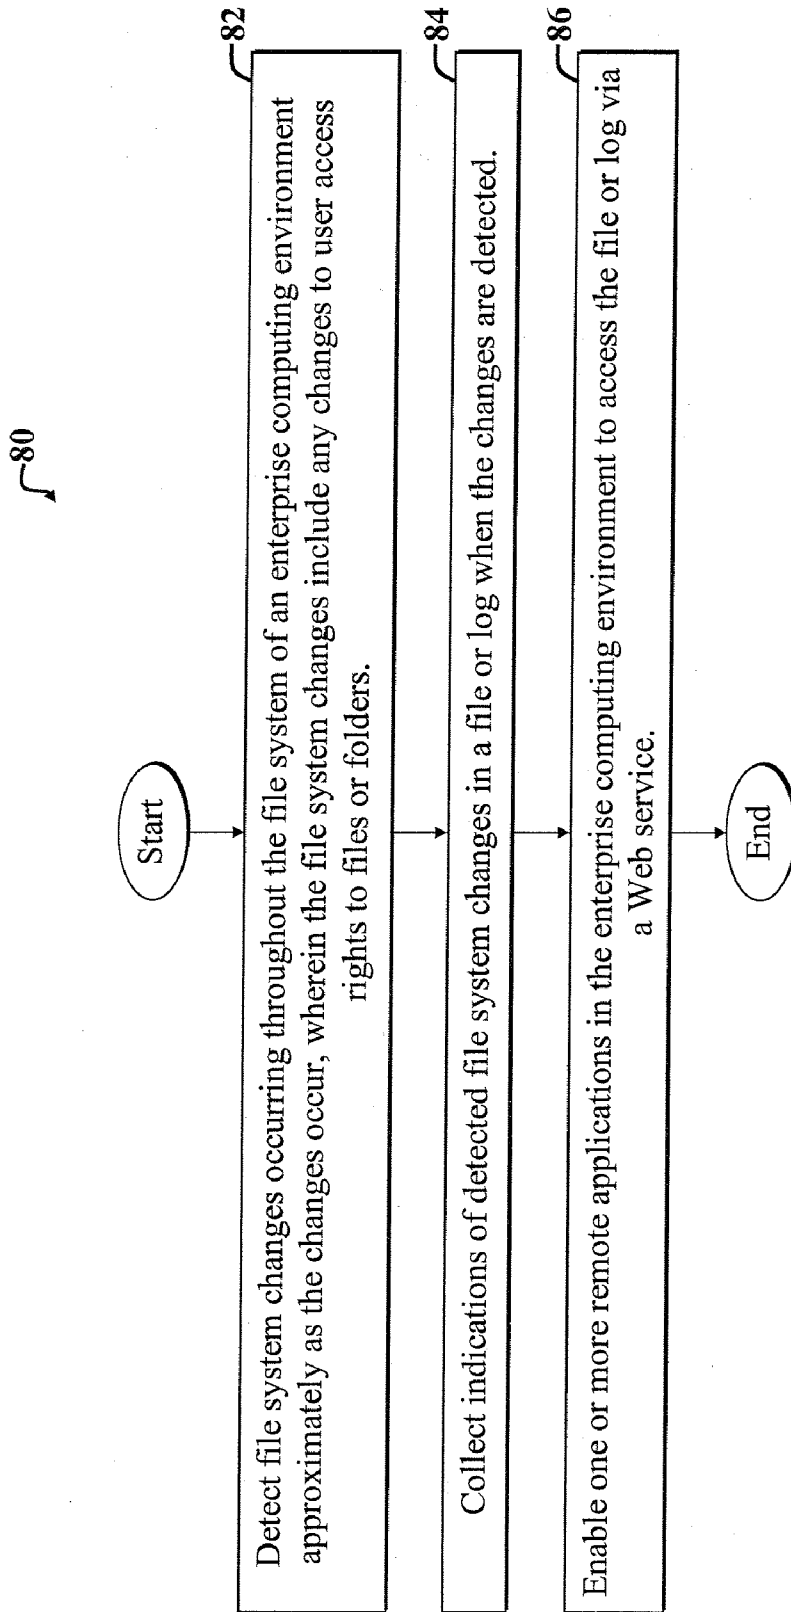 80
Start
82
Detect file system changes occurring throughout the file system of an enterprise computing environment
approximately as the changes occur, wherein the file system changes include any changes to user access
rights to files or folders.
84
Collect indications of detected file system changes in a file or log when the changes are detected.
86
Enable one or more remote applications in the enterprise computing environment to access the file or log via
a Web service.
End